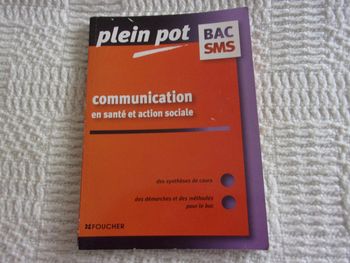 plein pot
BAC
SMS
communication
en santé et action sociale
des synthèses de cours
des démarches et des méthodes
pour le bac
FOUCHER